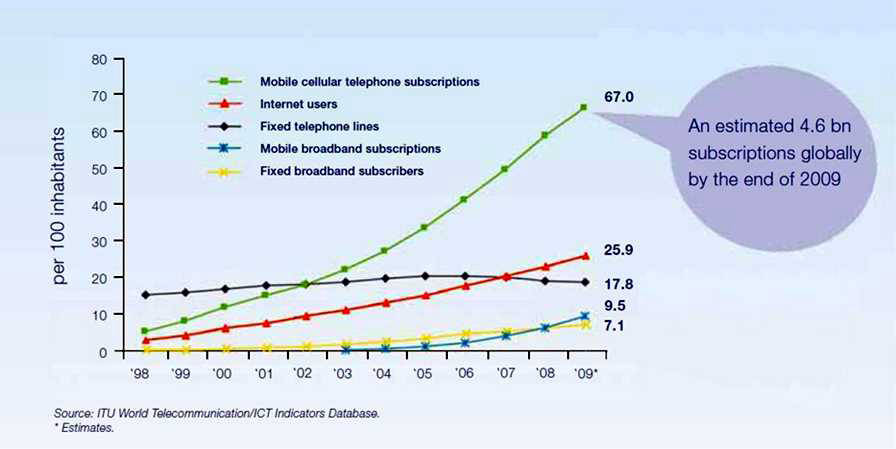 80
70
60
50
40
30
20
10
0
per 100 inhabitants
Mobile cellular telephone subscriptions
Internet users
Fixed telephone lines
Mobile broadband subscriptions
Fixed broadband subscribers
67.0
25.9
17.8
9.5
7.1
An estimated 4.6 bn
subscriptions globally
by the end of 2009
'98 '99 '00 '01 '02 '03 '04 '05 '06 '07 '08 '09*
Source: ITU World Telecommunication/ICT Indicators Database.
* Estimates.